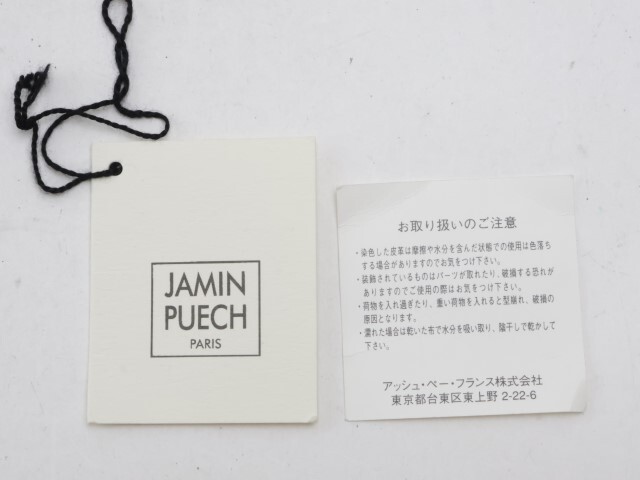 JAMIN
PUECH
PARIS
お取り扱いのご注意
・染色した皮革は摩擦や水分を含んだ状態での使用は色落ち
する場合がありますのでお気をつけ下さい。
・装飾されているものはパーツが取れたり、破損する恐れが
ありますのでご使用の際はお気をつけ下さい。
・荷物を入れ過ぎたり、重い荷物を入れると型崩れ、破損の
原因となります。
・濡れた場合は乾いた布で水分を吸い取り、陰干しで乾かして
下さい。
アッシュ・ペー・フランス株式会社
東京都台東区東上野 2-22-6